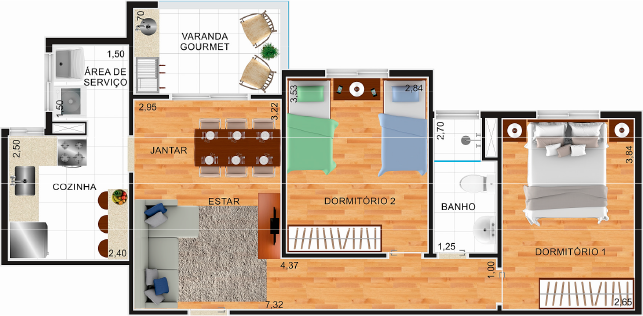 1,70
VARANDA
GOURMET
1,50
ÁREA DE
SERVIÇO
1,50
2,95
3,22
3,53
2,84
2,50
JANTAR
2,70
3,84
COZINHA
ESTAR
DORMITÓRIO 2
BANHO
2,40
1,25
DORMITÓRIO 1
4,37
1,00
7,32
2,65